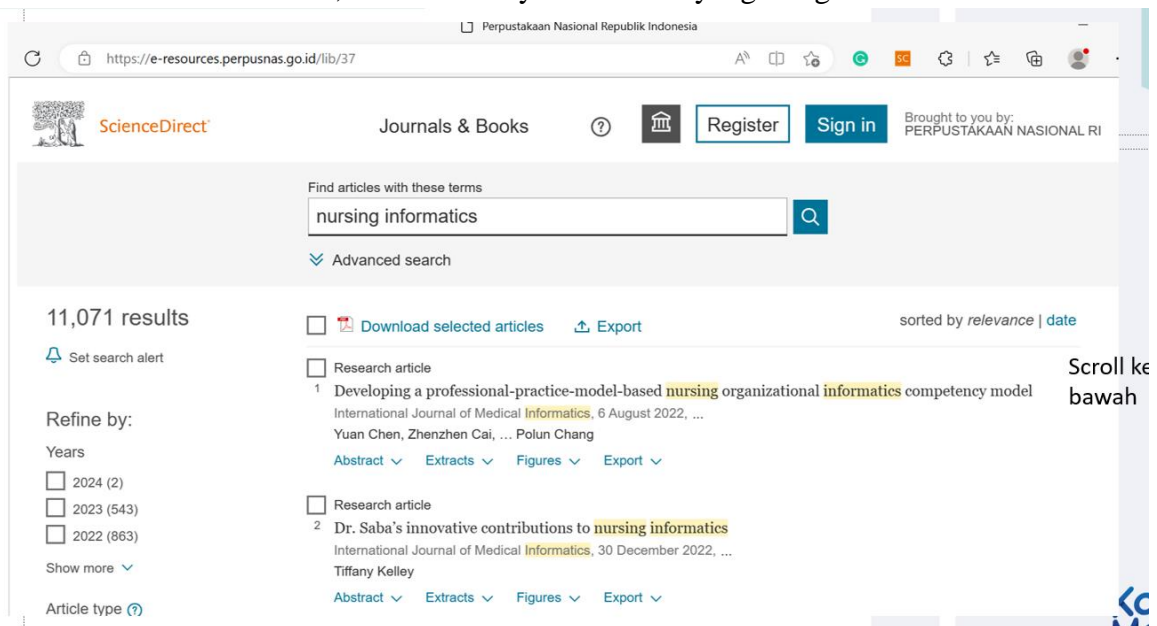 Perpustakaan Nasional Republik Indonesia
https://e-resources.perpusnas.go.id/lib/37
ScienceDirect
Journals & Books
Register
Sign in
Brought to you by:
PERPUSTAKAAN NASIONAL RI
Find articles with these terms
nursing informatics
Advanced search
11,071 results
Set search alert
Refine by:
Years
2024 (2)
2023 (543)
2022 (863)
Show more
Article type
Download selected articles
Export
sorted by relevance | date
Research article
1 Developing a professional-practice-model-based nursing organizational informatics competency model
International Journal of Medical Informatics, 6 August 2022, ...
Yuan Chen, Zhenzhen Cai, ... Polun Chang
Abstract Extracts Figures Export
Research article
2 Dr. Saba's innovative contributions to nursing informatics
International Journal of Medical Informatics, 30 December 2022, ...
Tiffany Kelley
Abstract Extracts Figures Export
Scroll ke
bawah